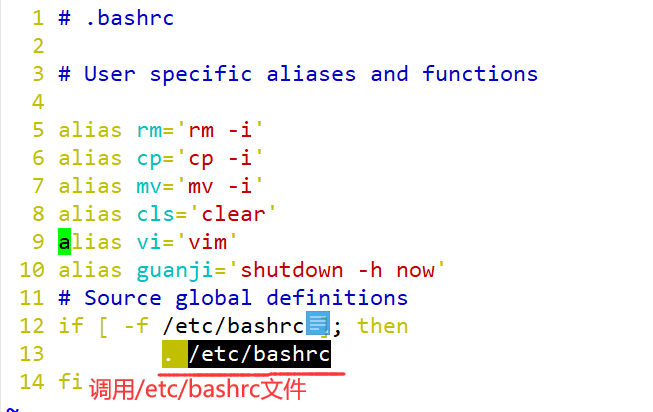 1 # .bashrc
2
3 # User specific aliases and functions
4
5 alias rm='rm -i'
6 alias cp='cp -i'
7 alias mv='mv -i'
8 alias cls='clear'
9 alias vi='vim'
10 alias guanji='shutdown -h now'
11 # Source global definitions
12 if [ -f /etc/bashrc ]; then
13 . /etc/bashrc
14 fi 调用/etc/bashrc文件
~